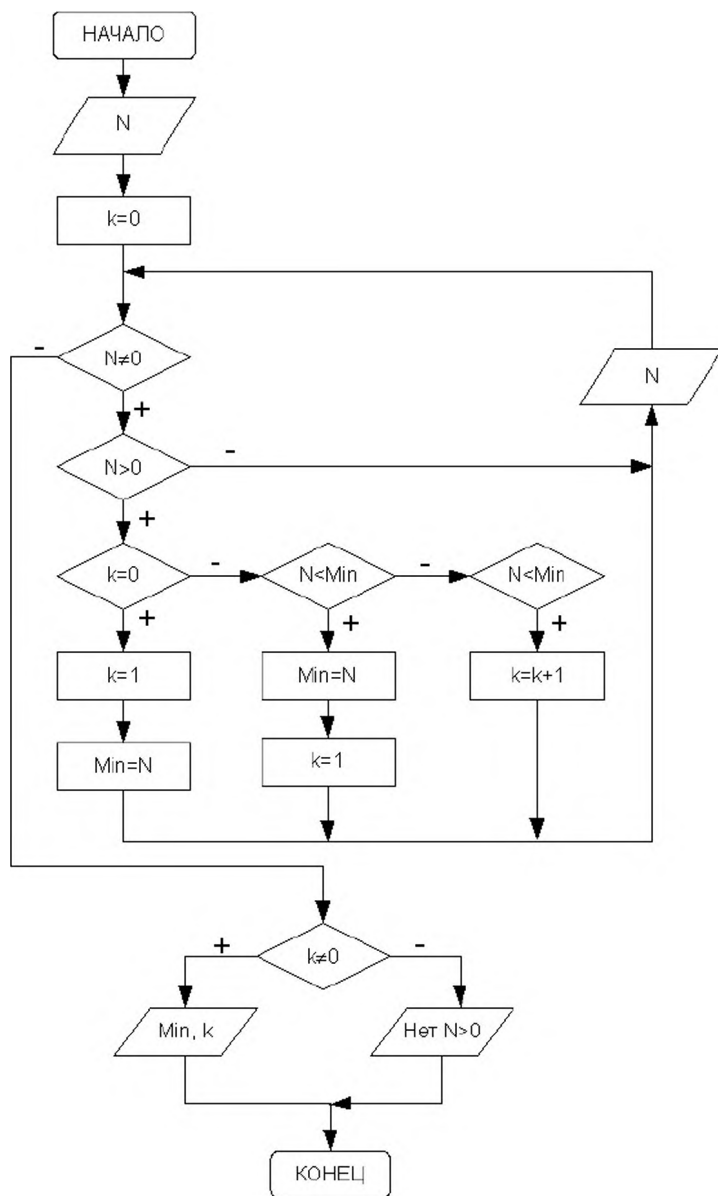 НАЧАЛО
N
k=0
N≠0
-
+
N
N>0
-
+
k=0
-
N<Min
-
N<Min
+
+
+
k=1
Min=N
k=k+1
Min=N
k=1
k≠0
+
-
Min, k
Нет N>0
КОНЕЦ